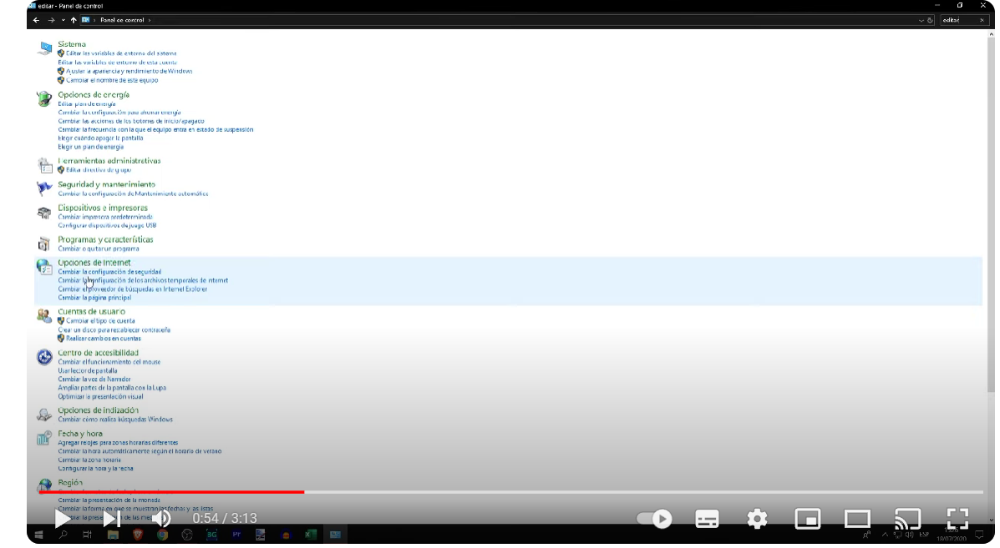 editar - Panel de control
Panel de control
editar
Sistema
Editar las variables de entorno del sistema
Editar las variables de entorno de esta cuenta
Ajustar la apariencia y rendimiento de Windows
Cambiar el nombre de este equipo
Opciones de energía
Editar plan de energía
Cambiar la configuración para ahorrar energía
Cambiar las acciones de los botones de inicio/apagado
Cambiar la frecuencia con la que el equipo entra en estado de suspensión
Elegir cuándo apagar la pantalla
Elegir un plan de energía
Herramientas administrativas
Editar directiva de grupo
Seguridad y mantenimiento
Cambiar la configuración de Mantenimiento automático
Dispositivos e impresoras
Cambiar impresora predeterminada
Configurar dispositivos de juego USB
Programas y características
Cambiar o quitar un programa
Opciones de Internet
Cambiar la configuración de seguridad
Cambiar la configuración de los archivos temporales de Internet
Cambiar el proveedor de búsquedas en Internet Explorer
Cambiar la página principal
Cuentas de usuario
Cambiar el tipo de cuenta
Crear un disco para restablecer contraseña
Realizar cambios en cuentas
Centro de accesibilidad
Cambiar el funcionamiento del mouse
Usar lector de pantalla
Cambiar la voz de Narrador
Ampliar partes de la pantalla con la Lupa
Optimizar la presentación visual
Opciones de indización
Cambiar cómo realiza búsquedas Windows
Fecha y hora
Agregar relojes para zonas horarias diferentes
Cambiar la hora automáticamente según el horario de verano
Cambiar la zona horaria
Configurar la hora y la fecha
Región
Cambiar la presentación de la moneda
Cambiar la forma en que se muestran las fechas y las listas
Cambiar la presentación de las
0:54 / 3:13
3G
Pr
ESP
18/07/2020